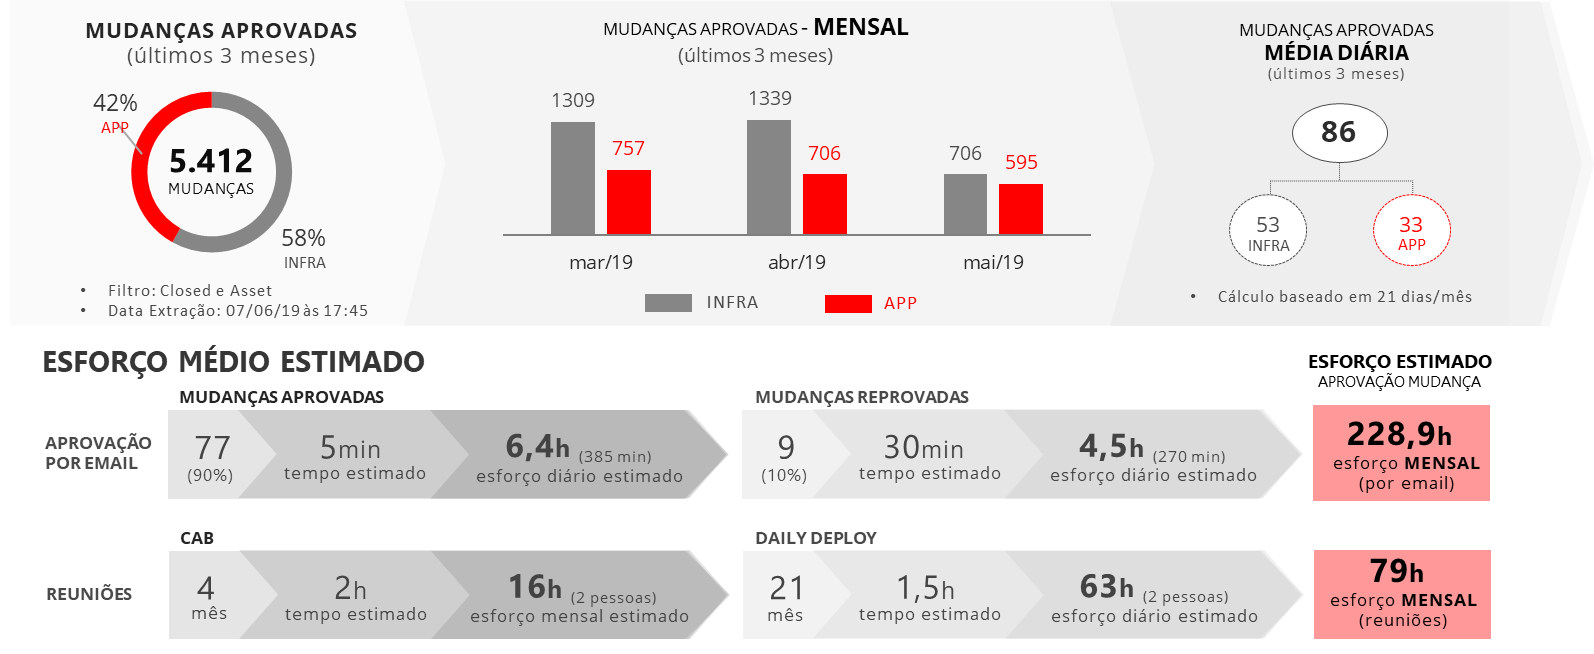 MUDANÇAS APROVADAS
(últimos 3 meses)
42%
APP
5.412
MUDANÇAS
58%
INFRA
• Filtro: Closed e Asset
• Data Extração: 07/06/19 às 17:45
MUDANÇAS APROVADAS - MENSAL
(últimos 3 meses)
1309
757
1339
706
706
595
mar/19
abr/19
mai/19
INFRA
APP
MUDANÇAS APROVADAS
MÉDIA DIÁRIA
(últimos 3 meses)
86
53
INFRA
33
APP
• Cálculo baseado em 21 dias/mês
ESFORÇO MÉDIO ESTIMADO
ESFORÇO ESTIMADO
APROVAÇÃO MUDANÇA
MUDANÇAS APROVADAS
MUDANÇAS REPROVADAS
APROVAÇÃO
POR EMAIL
77
(90%)
5min
tempo estimado
6,4h (385 min)
esforço diário estimado
9
(10%)
30min
tempo estimado
4,5h (270 min)
esforço diário estimado
228,9h
esforço MENSAL
(por email)
CAB
DAILY DEPLOY
REUNIÕES
4
mês
2h
tempo estimado
16h (2 pessoas)
esforço mensal estimado
21
mês
1,5h
tempo estimado
63h (2 pessoas)
esforço diário estimado
79h
esforço MENSAL
(reuniões)